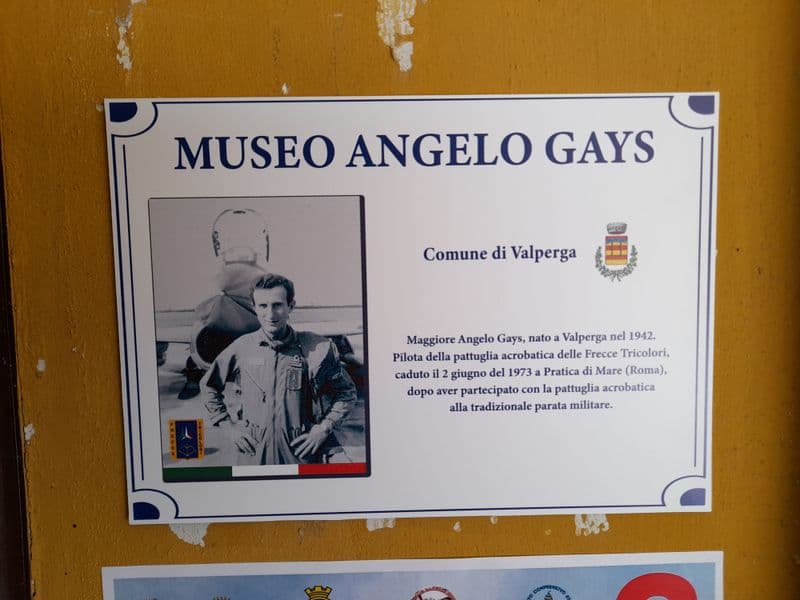 MUSEO ANGELO GAYS
Comune di Valperga
Maggiore Angelo Gays, nato a Valperga nel 1942.
Pilota della pattuglia acrobatica delle Frecce Tricolori,
caduto il 2 giugno del 1973 a Pratica di Mare (Roma),
dopo aver partecipato con la pattuglia acrobatica
alla tradizionale parata militare.